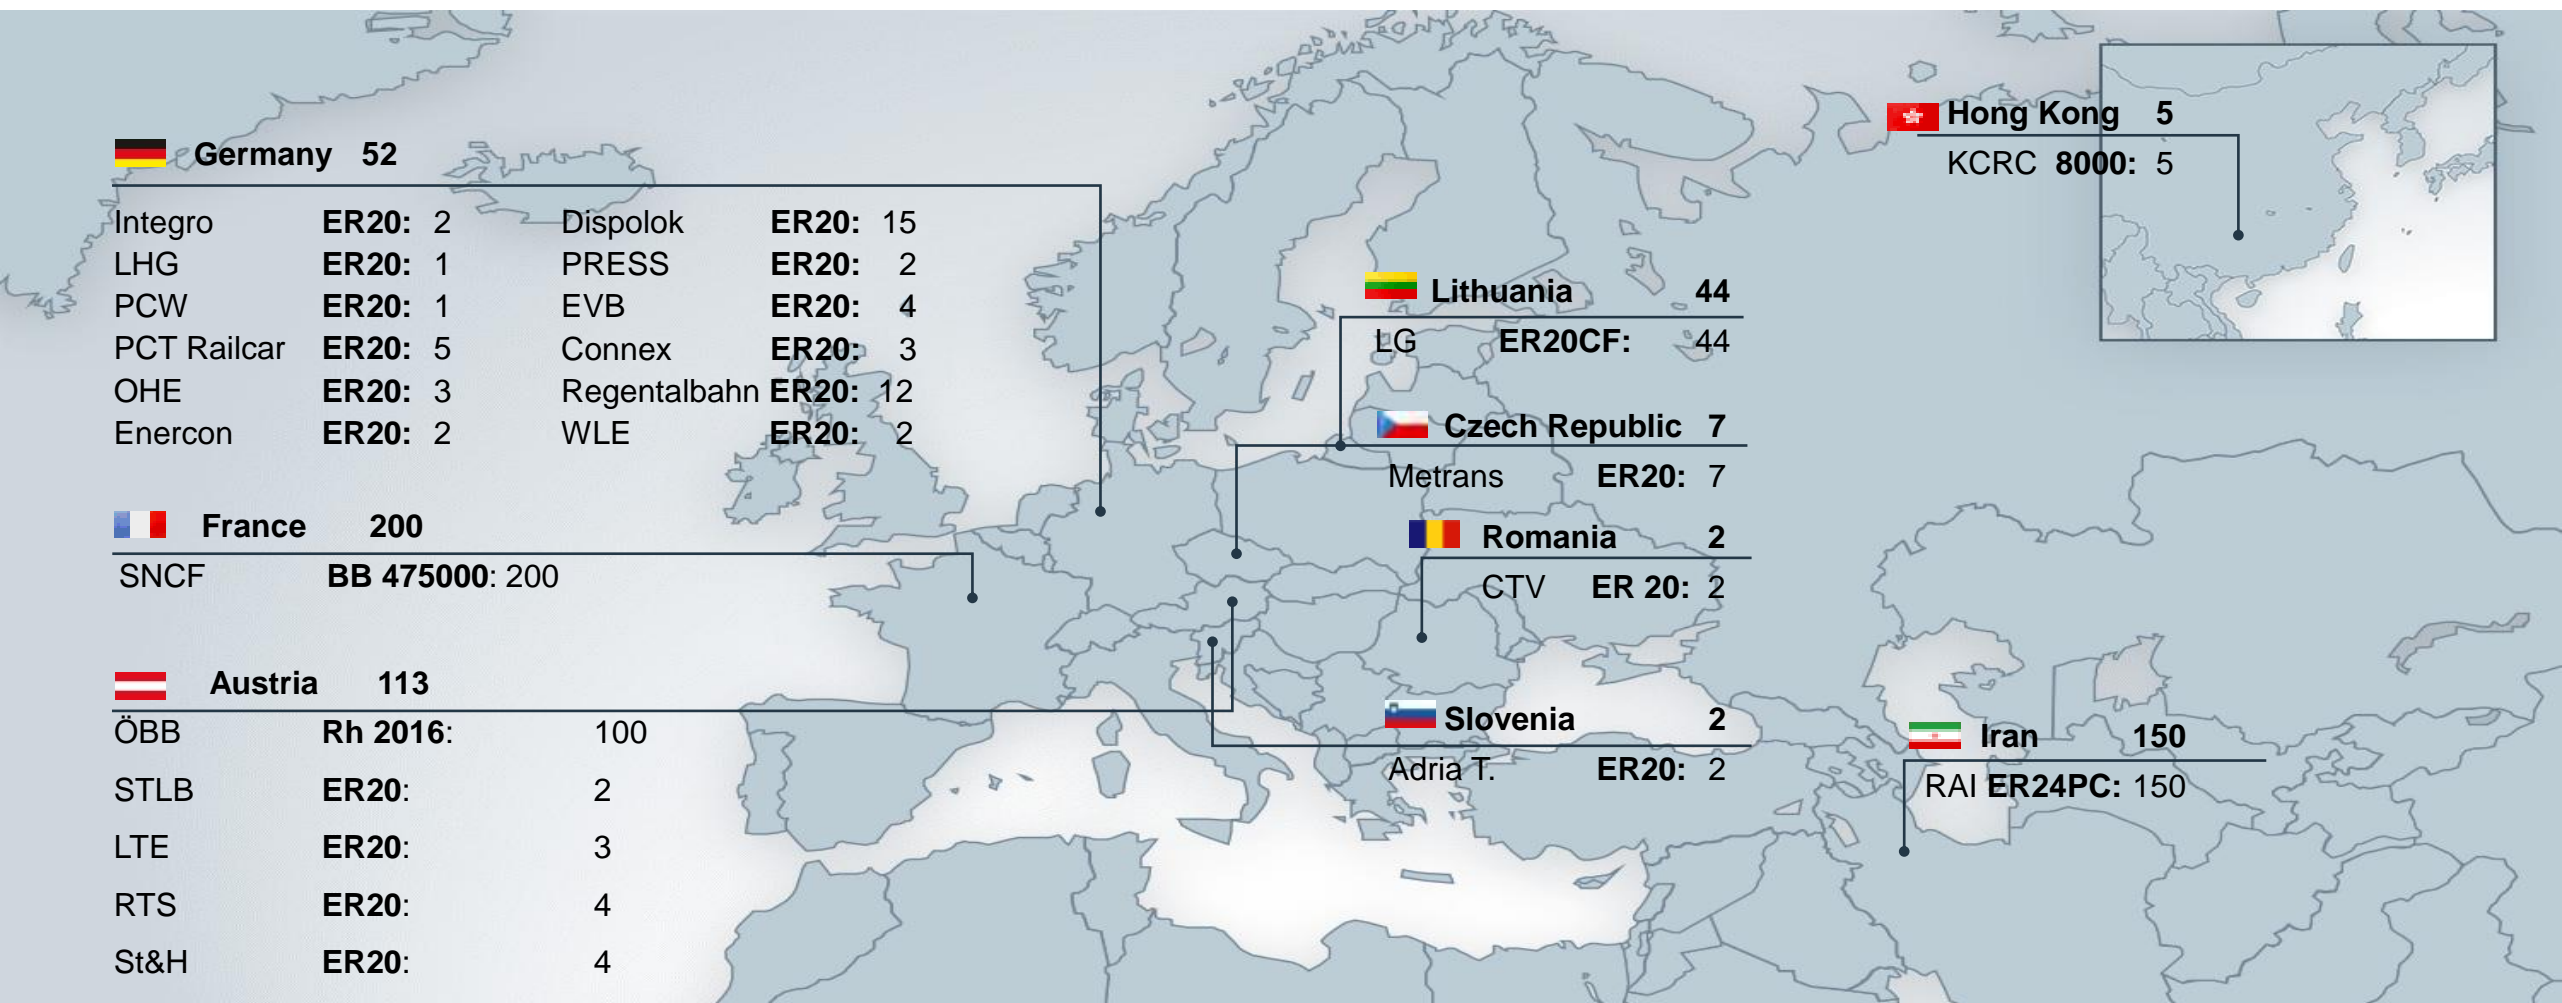 Germany 52
Integro ER20: 2 Dispolok ER20: 15
LHG ER20: 1 PRESS ER20: 2
PCW ER20: 1 EVB ER20: 4
PCT Railcar ER20: 5 Connex ER20: 3
OHE ER20: 3 Regentalbahn ER20: 12
Enercon ER20: 2 WLE ER20: 2
France 200
SNCF BB 475000: 200
Austria 113
ÖBB Rh 2016: 100
STLB ER20: 2
LTE ER20: 3
RTS ER20: 4
St&H ER20: 4
Lithuania 44
LG ER20CF: 44
Czech Republic 7
Metrans ER20: 7
Romania 2
CTV ER 20: 2
Slovenia 2
Adria T. ER20: 2
Hong Kong 5
KCRC 8000: 5
Iran 150
RAI ER24PC: 150